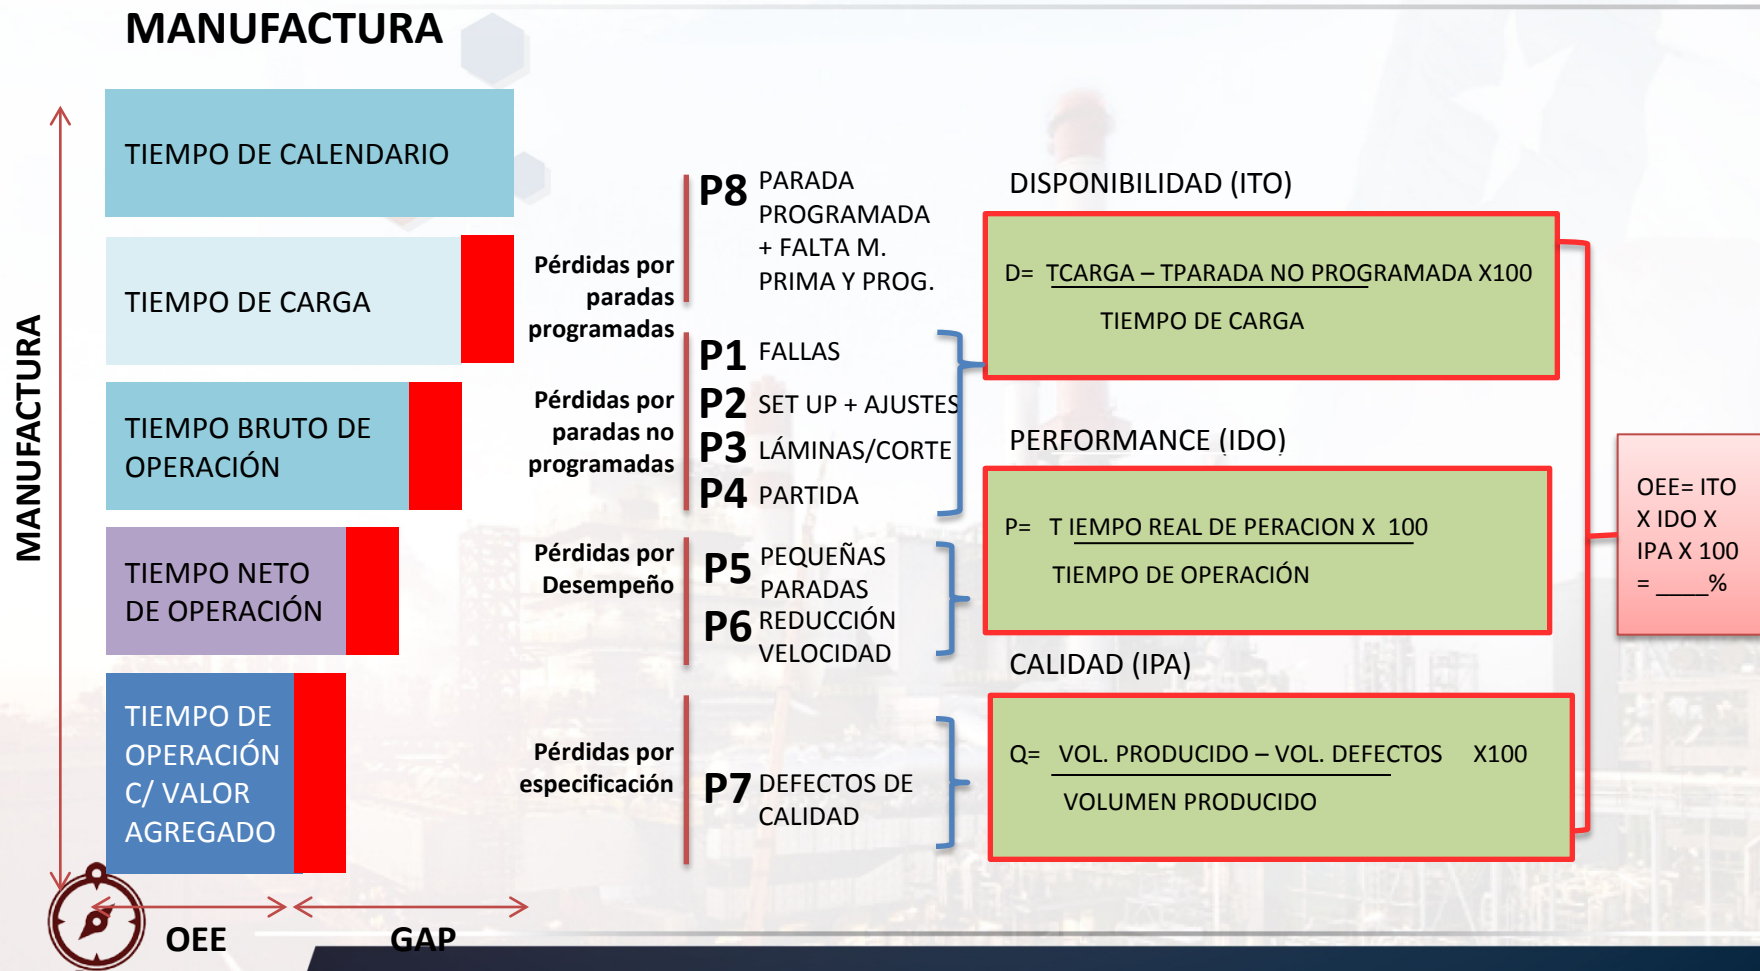 MANUFACTURA
MANUFACTURA
TIEMPO DE CALENDARIO
TIEMPO DE CARGA
TIEMPO BRUTO DE
OPERACIÓN
TIEMPO NETO
DE OPERACIÓN
TIEMPO DE
OPERACIÓN
C/ VALOR
AGREGADO
OEE
GAP
Pérdidas por
paradas
programadas
P8
PARADA
PROGRAMADA
+ FALTA M.
PRIMA Y PROG.
Pérdidas por
paradas no
programadas
P1 FALLAS
P2 SET UP + AJUSTES
P3 LÁMINAS/CORTE
P4 PARTIDA
Pérdidas por
Desempeño
P5 PEQUEÑAS
PARADAS
P6 REDUCCIÓN
VELOCIDAD
Pérdidas por
especificación
P7 DEFECTOS DE
CALIDAD
DISPONIBILIDAD (ITO)
D= TCARGA – TPARADA NO PROGRAMADA X100
TIEMPO DE CARGA
PERFORMANCE (IDO)
P= T IEMPO REAL DE PERACION X 100
TIEMPO DE OPERACIÓN
CALIDAD (IPA)
Q= VOL. PRODUCIDO – VOL. DEFECTOS X100
VOLUMEN PRODUCIDO
OEE= ITO
X IDO X
IPA X 100
= ____%